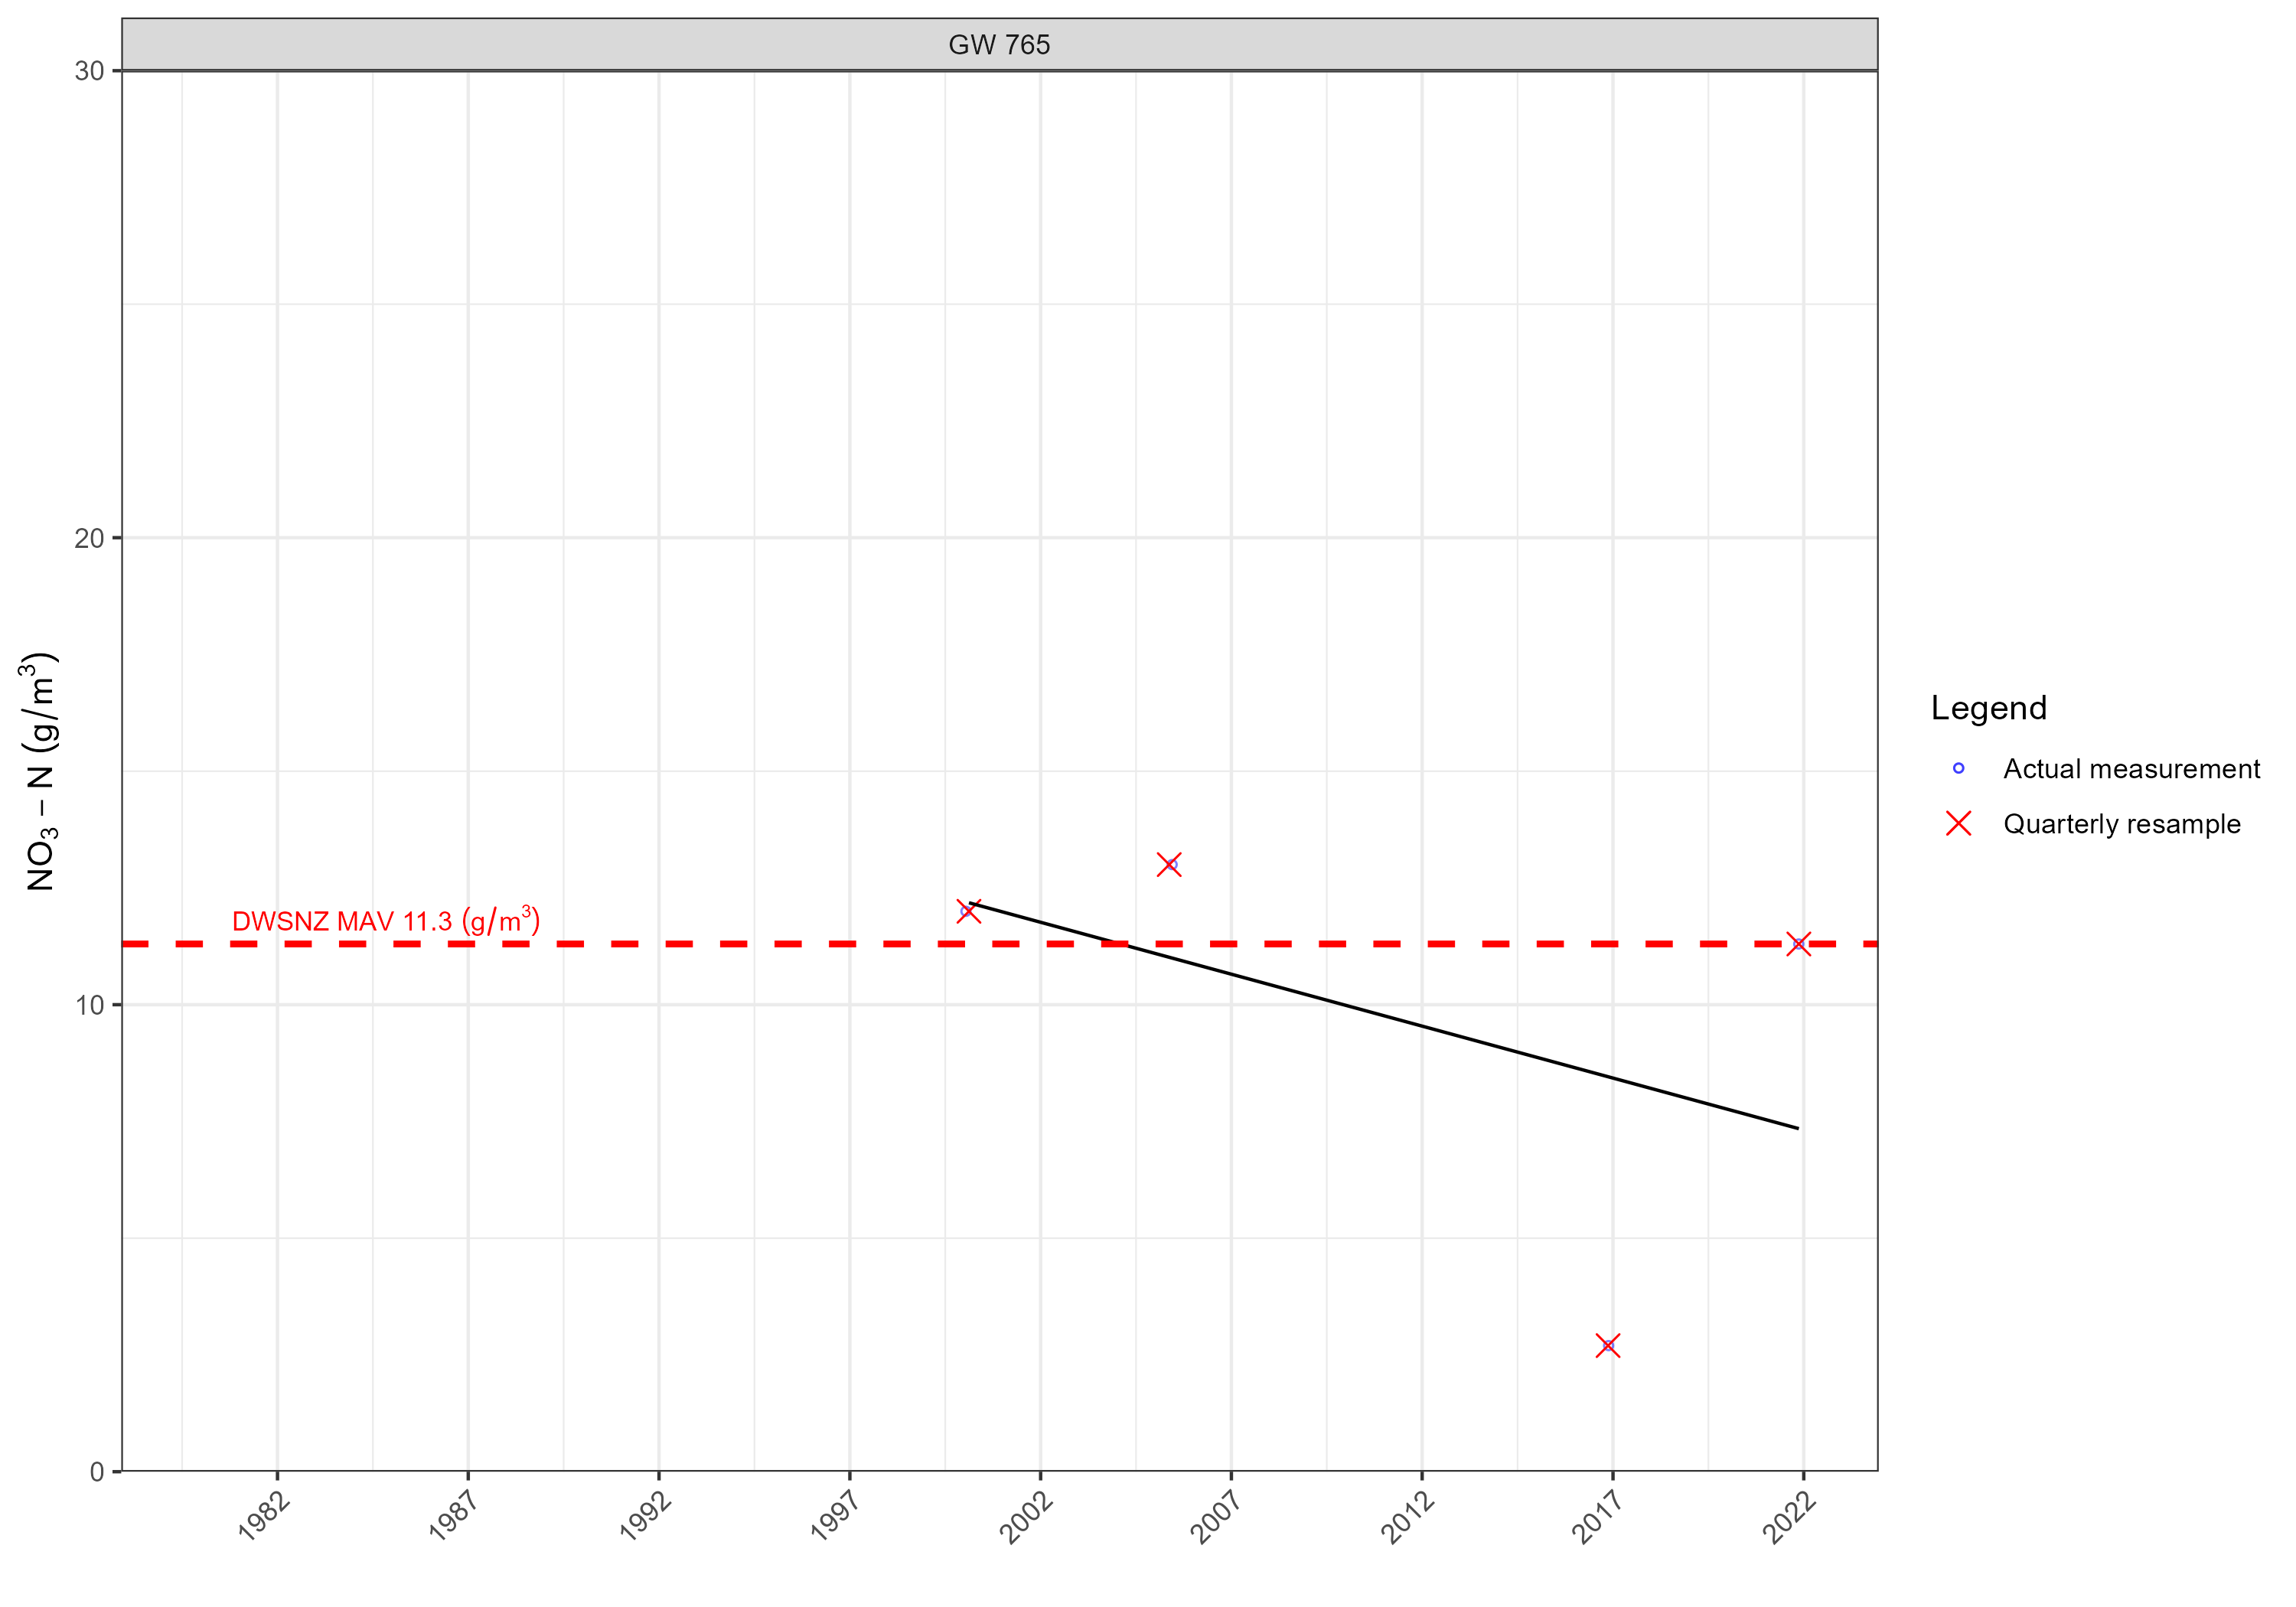 GW 765
30
20
10
0
NO₃ – N (g/m³)
DWSNZ MAV 11.3 (g/m³)
1982
1987
1992
1997
2002
2007
2012
2017
2022
Legend
Actual measurement
Quarterly resample